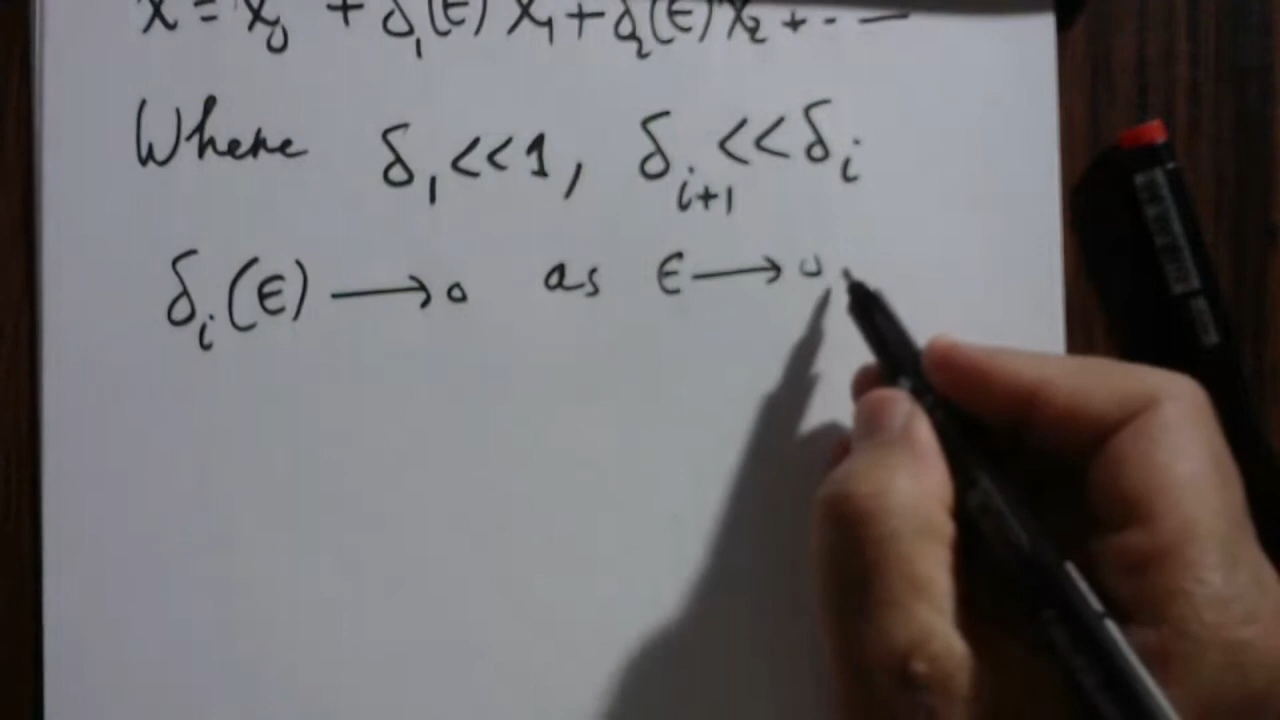 x = x₀ + δ₁(ϵ) x₁ + δ₂(ϵ) x₂ + ...
Where δ₁ << 1, δᵢ₊₁ << δᵢ
δᵢ(ϵ) → 0 as ϵ → 0